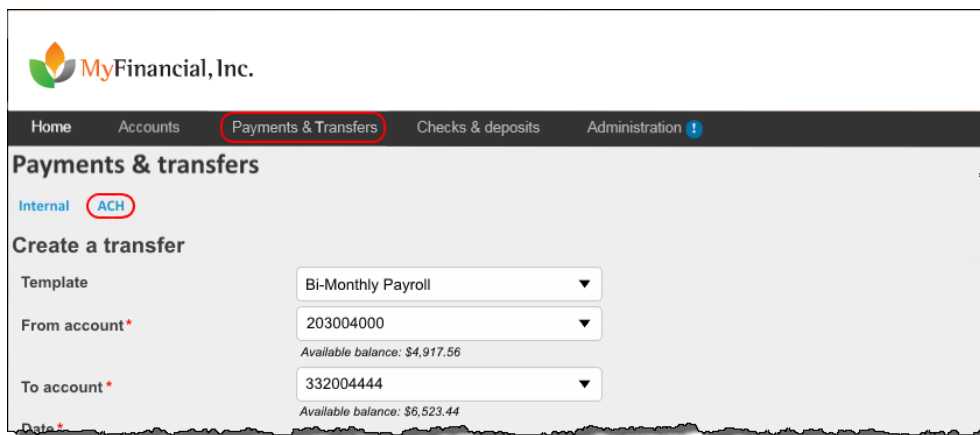 MyFinancial, Inc.
Home Accounts Payments & Transfers Checks & deposits Administration !
Payments & transfers
Internal ACH
Create a transfer
Template Bi-Monthly Payroll
From account* 203004000
Available balance: $4,917.56
To account * 332004444
Available balance: $6,523.44
Date *